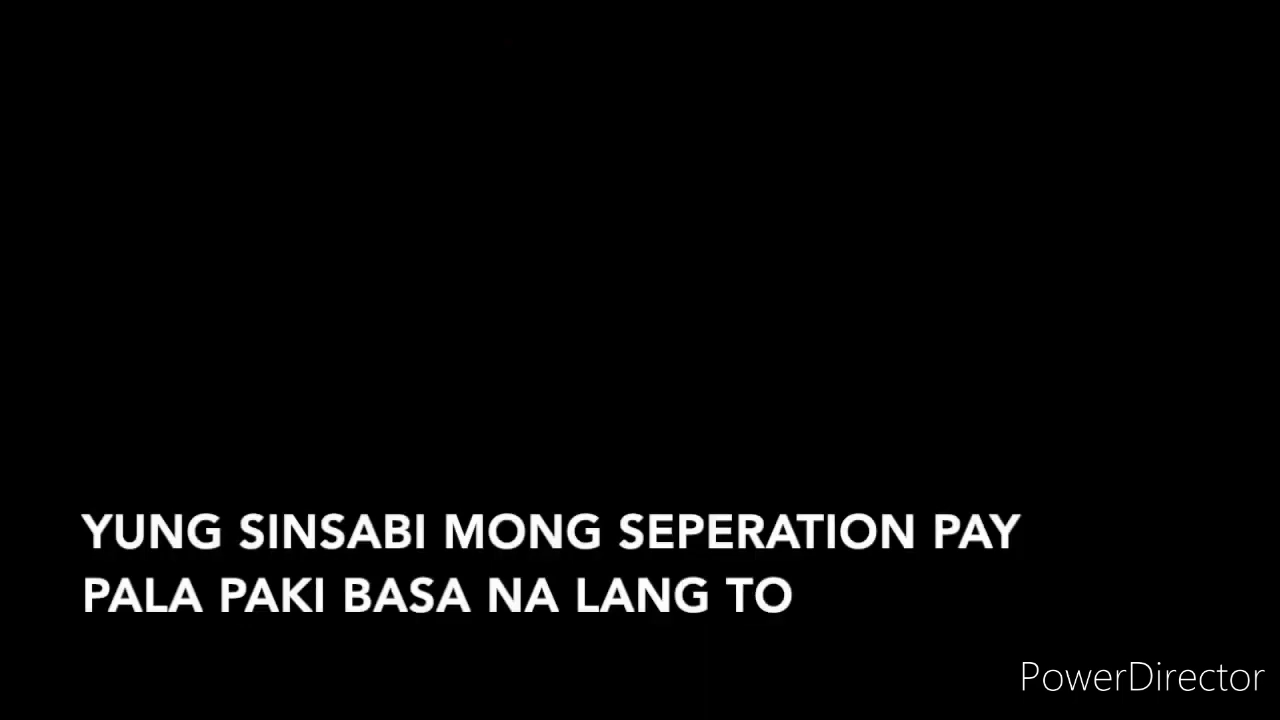 YUNG SINSABI MONG SEPERATION PAY
PALA PAKI BASA NA LANG TO
PowerDirector